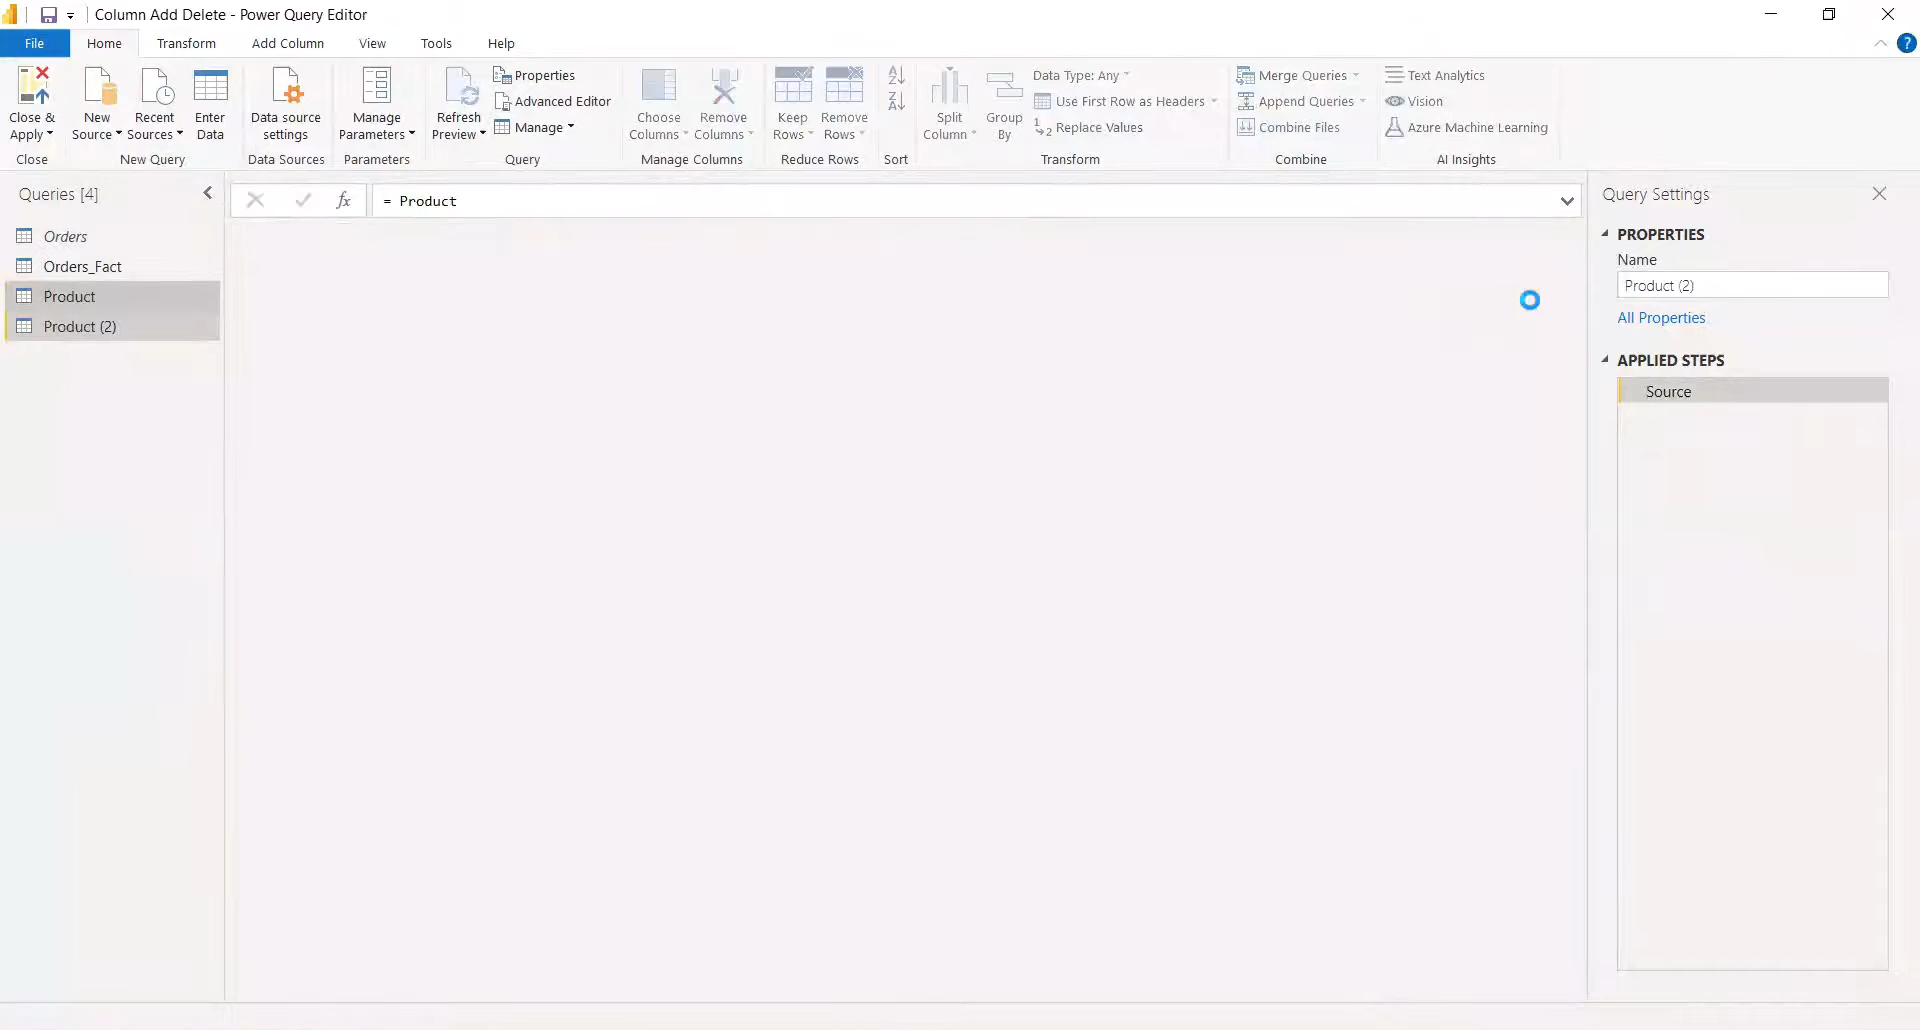 Column Add Delete - Power Query Editor
File Home Transform Add Column View Tools Help
Close & Apply
New Source
Recent Sources
Enter Data
Data source settings
Manage Parameters
Refresh Preview
Properties
Advanced Editor
Manage
Choose Columns
Remove Columns
Keep Rows
Remove Rows
A Z
Z A
Split Column
Group By
Data Type: Any
Use First Row as Headers
1 2 Replace Values
Merge Queries
Append Queries
Combine Files
Text Analytics
Vision
Azure Machine Learning
Close
New Query
Data Sources
Parameters
Query
Manage Columns
Reduce Rows
Sort
Transform
Combine
AI Insights
Queries [4]
Orders
Orders_Fact
Product
Product (2)
fx
= Product
Query Settings
PROPERTIES
Name
Product (2)
All Properties
APPLIED STEPS
Source
?